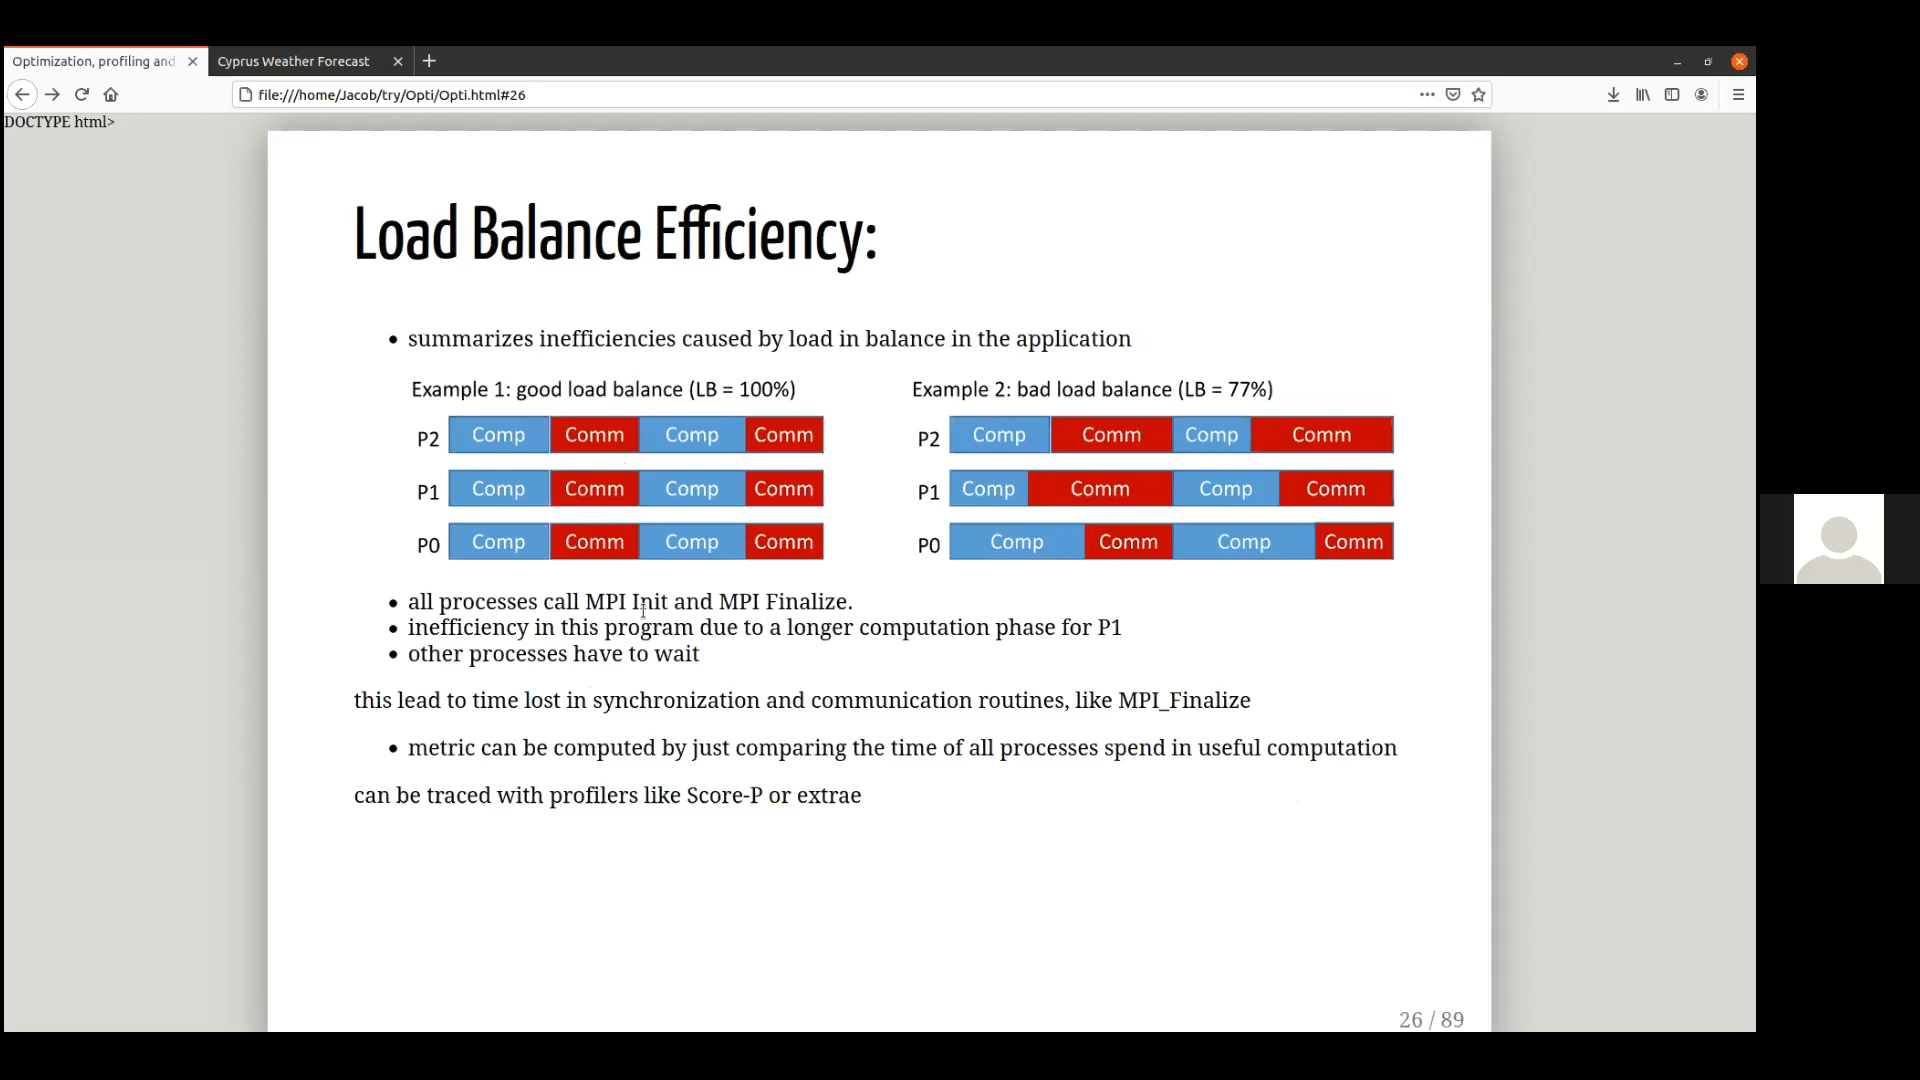 Optimization, profiling and
Cyprus Weather Forecast
file:///home/Jacob/try/Opti/Opti.html#26
DOCTYPE html>
Load Balance Efficiency:
• summarizes inefficiencies caused by load in balance in the application
Example 1: good load balance (LB = 100%)
P2 Comp Comm Comp Comm
P1 Comp Comm Comp Comm
P0 Comp Comm Comp Comm
Example 2: bad load balance (LB = 77%)
P2 Comp Comm Comp Comm
P1 Comp Comm Comp Comm
P0 Comp Comm Comp Comm
• all processes call MPI Init and MPI Finalize.
• inefficiency in this program due to a longer computation phase for P1
• other processes have to wait
this lead to time lost in synchronization and communication routines, like MPI_Finalize
• metric can be computed by just comparing the time of all processes spend in useful computation
can be traced with profilers like Score-P or extrae
26 / 89